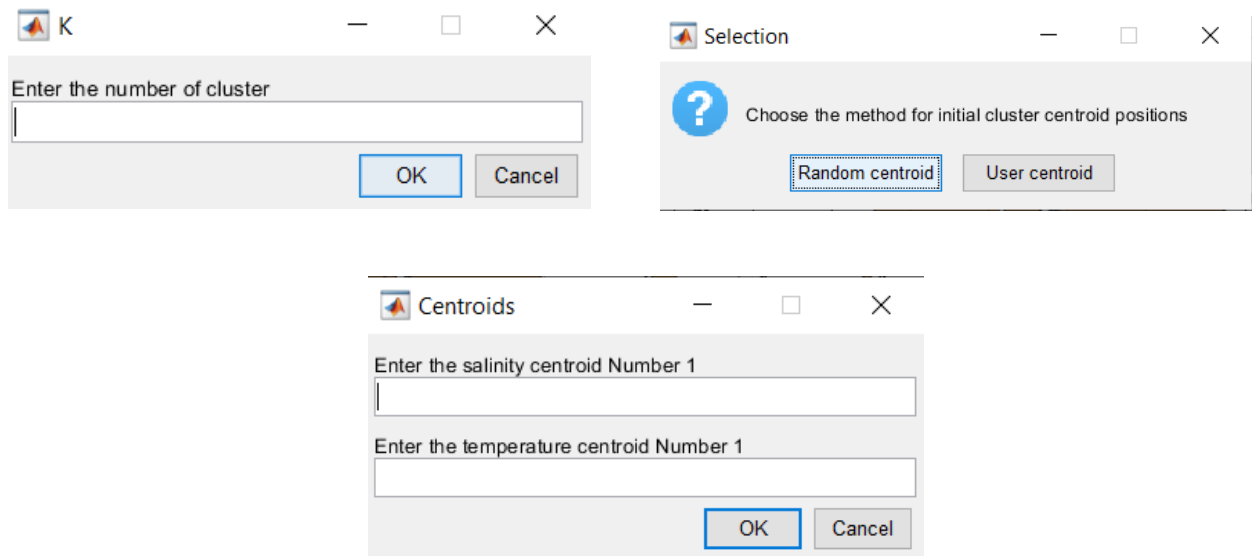 K
Enter the number of cluster
OK
Cancel
Selection
?
Choose the method for initial cluster centroid positions
Random centroid
User centroid
Centroids
Enter the salinity centroid Number 1
Enter the temperature centroid Number 1
OK
Cancel